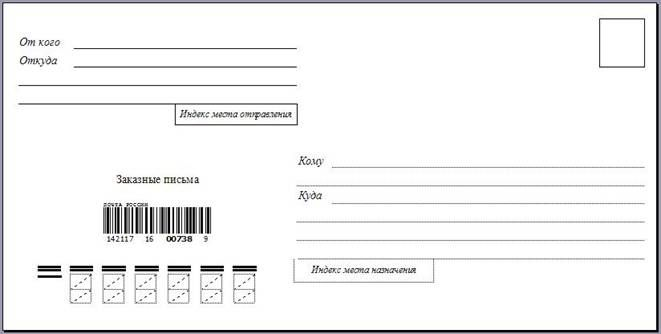 От кого
Откуда
Индекс места отправления
Заказные письма
ПОЧТА РОССИИ
142117 16 00738 9
Кому
Куда
Индекс места назначения